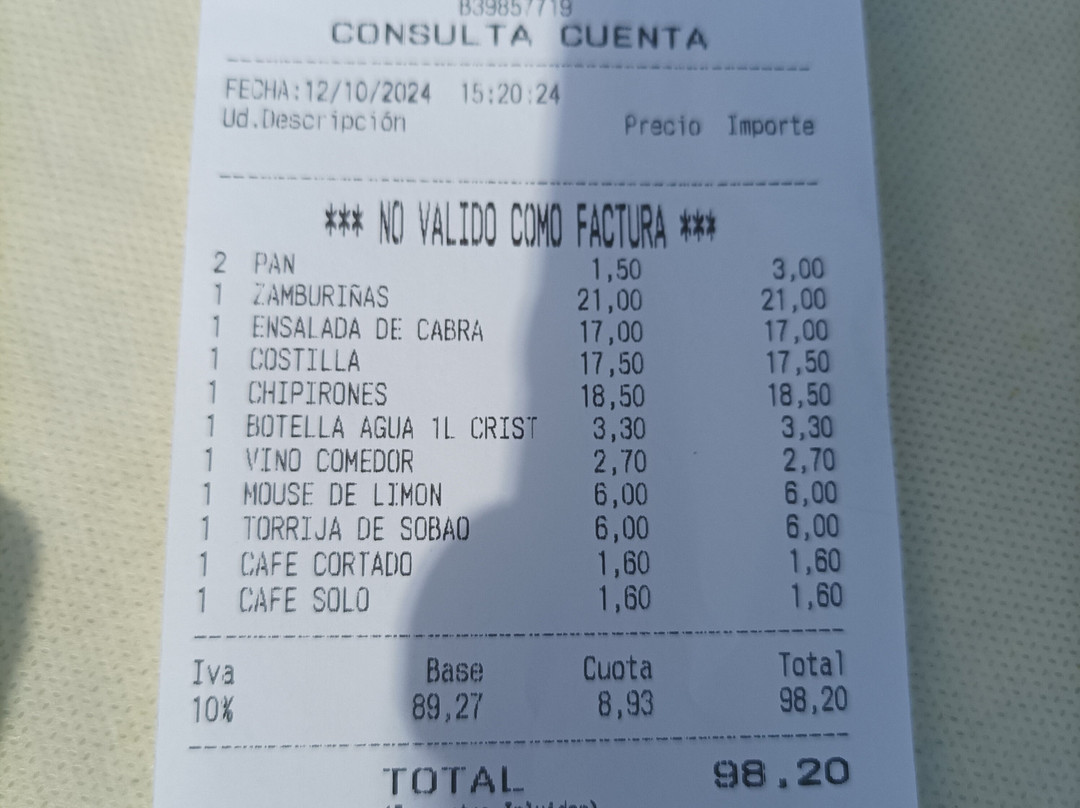 B39857719
CONSULTA CUENTA
FECHA:12/10/2024 15:20:24
Ud.Descripción Precio Importe
*** NO VALIDO COMO FACTURA ***
2 PAN 1,50 3,00
1 ZAMBURIÑAS 21,00 21,00
1 ENSALADA DE CABRA 17,00 17,00
1 COSTILLA 17,50 17,50
1 CHIPIRONES 18,50 18,50
1 BOTELLA AGUA 1L CRIST 3,30 3,30
1 VINO COMEDOR 2,70 2,70
1 MOUSE DE LIMON 6,00 6,00
1 TORRIJA DE SOBAO 6,00 6,00
1 CAFE CORTADO 1,60 1,60
1 CAFE SOLO 1,60 1,60
Iva Base Cuota Total
10% 89,27 8,93 98,20
TOTAL 98.20